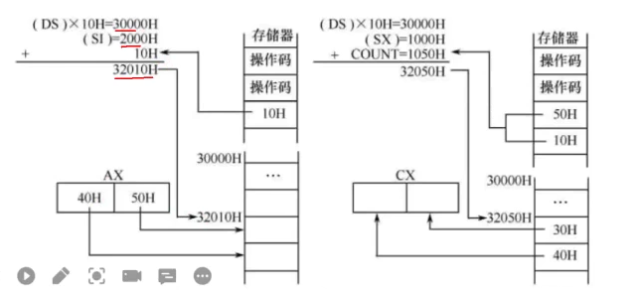 (DS)×10H=30000H
(SI)=2000H
+ 10H
32010H
存储器
操作码
操作码
10H
30000H
...
AX
40H 50H
32010H
(DS)×10H=30000H
(SX)=1000H
+ COUNT=1050H
32050H
存储器
操作码
操作码
50H
10H
CX
30000H
...
32050H
30H
40H